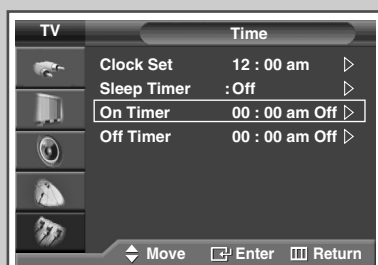 TV Time
Clock Set 12 : 00 am
Sleep Timer : Off
On Timer 00 : 00 am Off
Off Timer 00 : 00 am Off
Move Enter Return